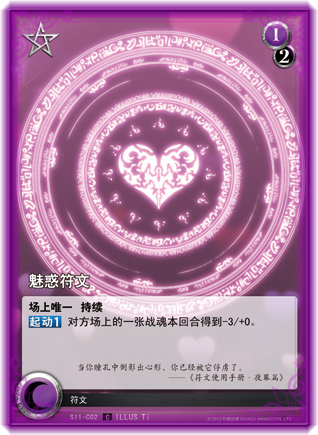 1
2
魅惑符文
场上唯一 持续
起动1 对方场上的一张战魂本回合得到-3/+0。
当你瞳孔中倒影出心形，你已经被它俘虏了。
——《符文使用手册·夜幕篇》
符文
S11-002 C ILLUS Ti